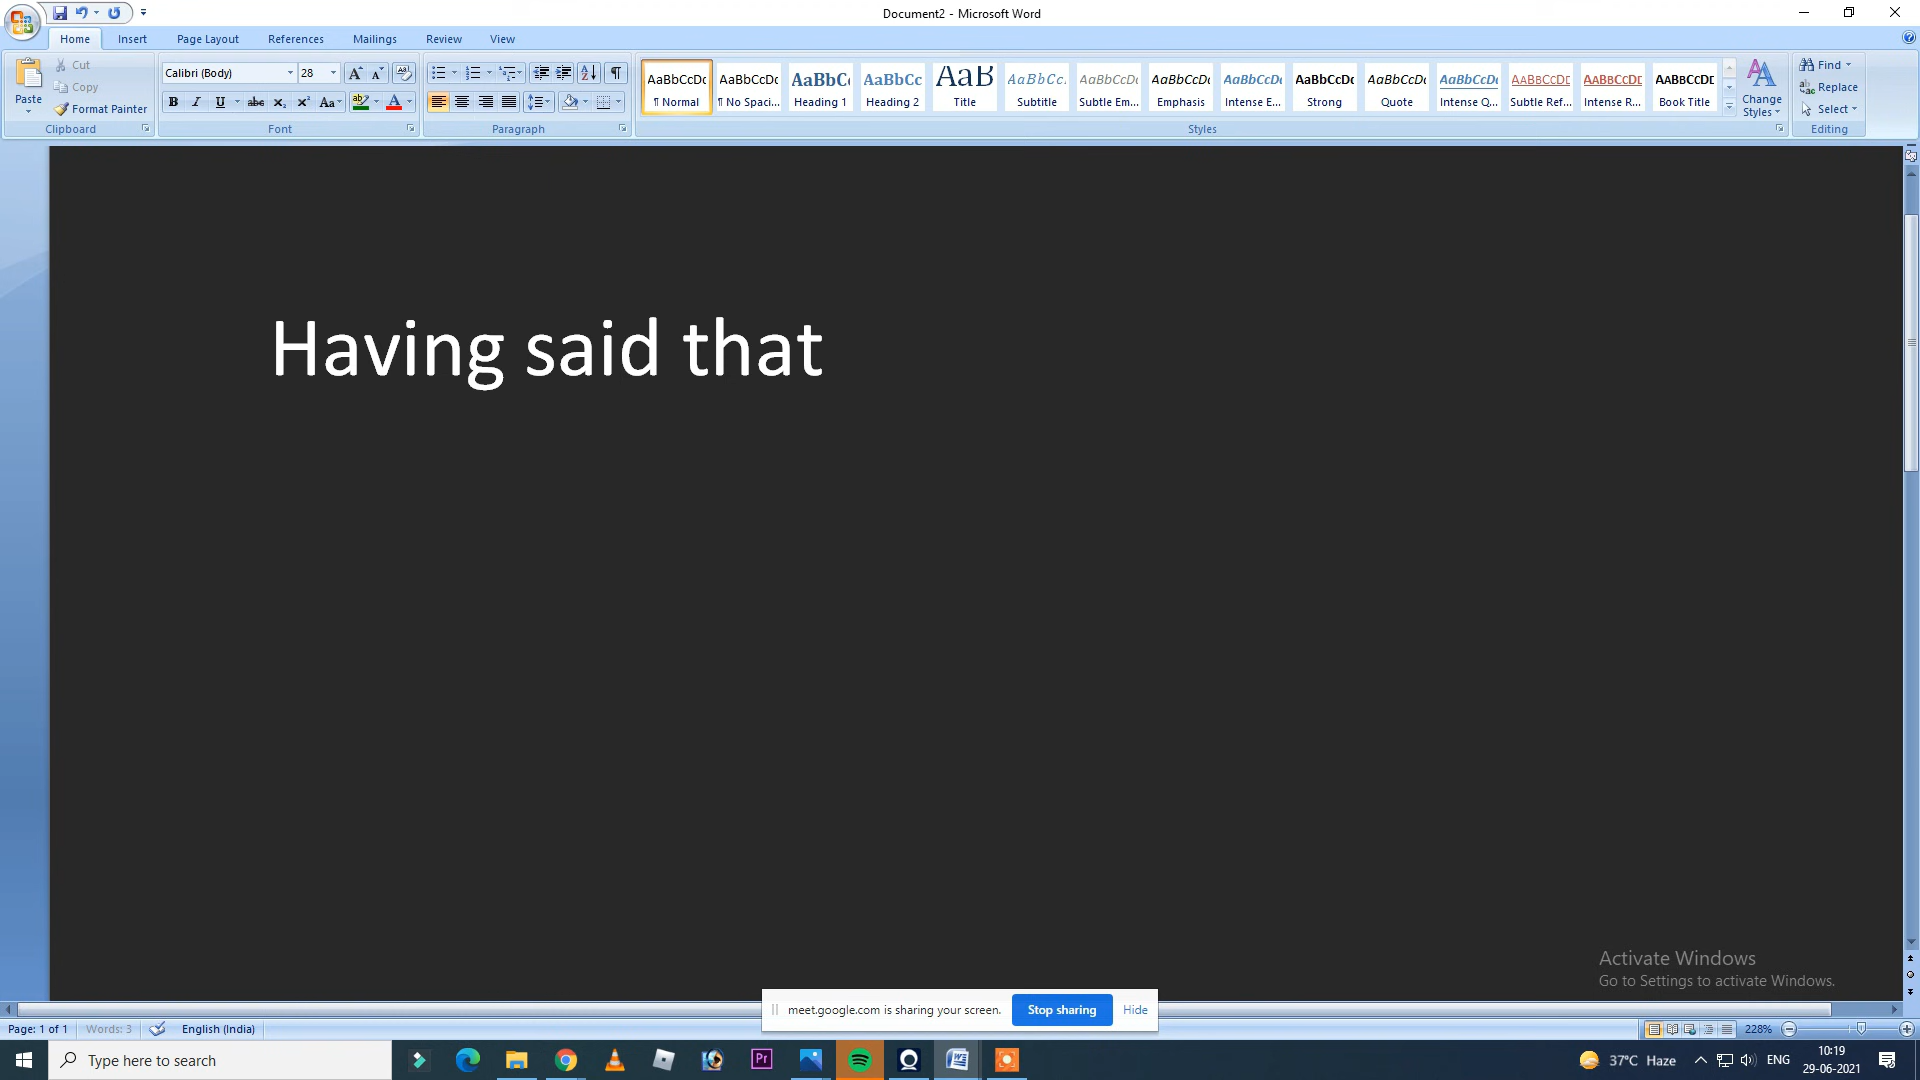 Document2 - Microsoft Word
Home Insert Page Layout References Mailings Review View
Paste
Cut
Copy
Format Painter
Clipboard
Calibri (Body) 28
Font
Paragraph
AaBbCcDc AaBbCcDc AaBbC AaBbCc AaB AaBbCc. AaBbCcDc AaBbCcDc AaBbCcDc AaBbCcDc AaBbCcDc AaBbCcDc AABBCCDE AABBCCDE AABBCCDE
¶ Normal ¶ No Spaci... Heading 1 Heading 2 Title Subtitle Subtle Em... Emphasis Intense E... Strong Quote Intense Q... Subtle Ref... Intense R... Book Title
Change
Styles
Styles
Find
Replace
Select
Editing
Having said that
Activate Windows
Go to Settings to activate Windows.
meet.google.com is sharing your screen. Stop sharing Hide
Page: 1 of 1 Words: 3 English (India) 228%
Type here to search
37°C Haze ENG
10:19
29-06-2021